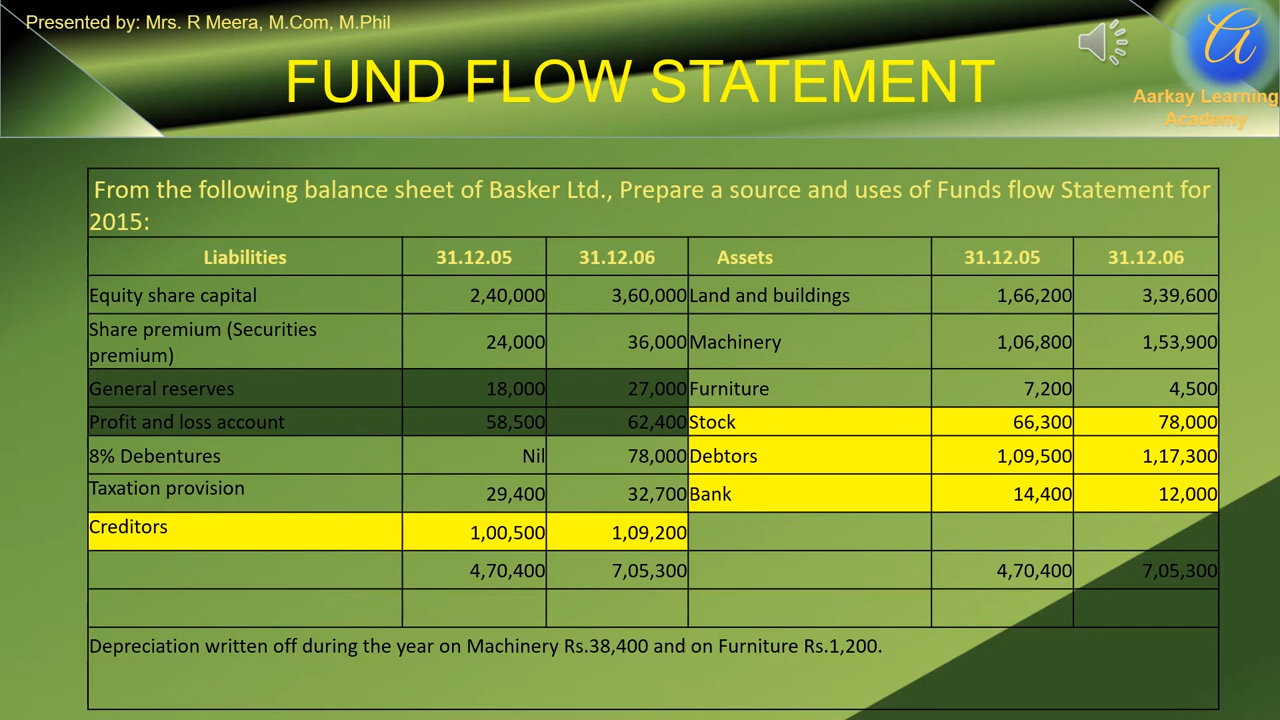 Presented by: Mrs. R Meera, M.Com, M.Phil
FUND FLOW STATEMENT
Aarkay Learning
Academy
From the following balance sheet of Basker Ltd., Prepare a source and uses of Funds flow Statement for
2015:
Liabilities 31.12.05 31.12.06 Assets 31.12.05 31.12.06
Equity share capital 2,40,000 3,60,000 Land and buildings 1,66,200 3,39,600
Share premium (Securities
premium) 24,000 36,000 Machinery 1,06,800 1,53,900
General reserves 18,000 27,000 Furniture 7,200 4,500
Profit and loss account 58,500 62,400 Stock 66,300 78,000
8% Debentures Nil 78,000 Debtors 1,09,500 1,17,300
Taxation provision 29,400 32,700 Bank 14,400 12,000
Creditors 1,00,500 1,09,200
4,70,400 7,05,300 4,70,400 7,05,300
Depreciation written off during the year on Machinery Rs.38,400 and on Furniture Rs.1,200.